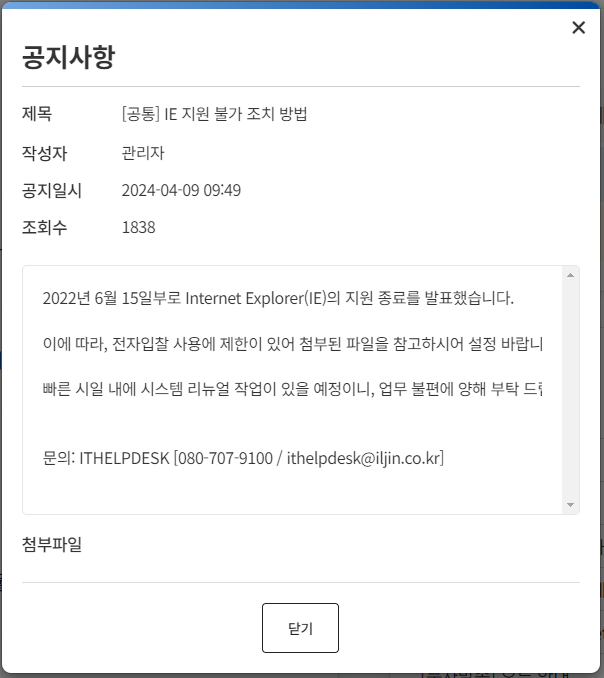 공지사항
제목 [공통] IE 지원 불가 조치 방법
작성자 관리자
공지일시 2024-04-09 09:49
조회수 1838
2022년 6월 15일부로 Internet Explorer(IE)의 지원 종료를 발표했습니다.
이에 따라, 전자입찰 사용에 제한이 있어 첨부된 파일을 참고하시어 설정
빠른 시일 내에 시스템 리뉴얼 작업이 있을 예정이니, 업무 불편에 양해 부탁
문의: ITHELPDESK [080-707-9100 / ithelpdesk@iljin.co.kr]
첨부파일
닫기